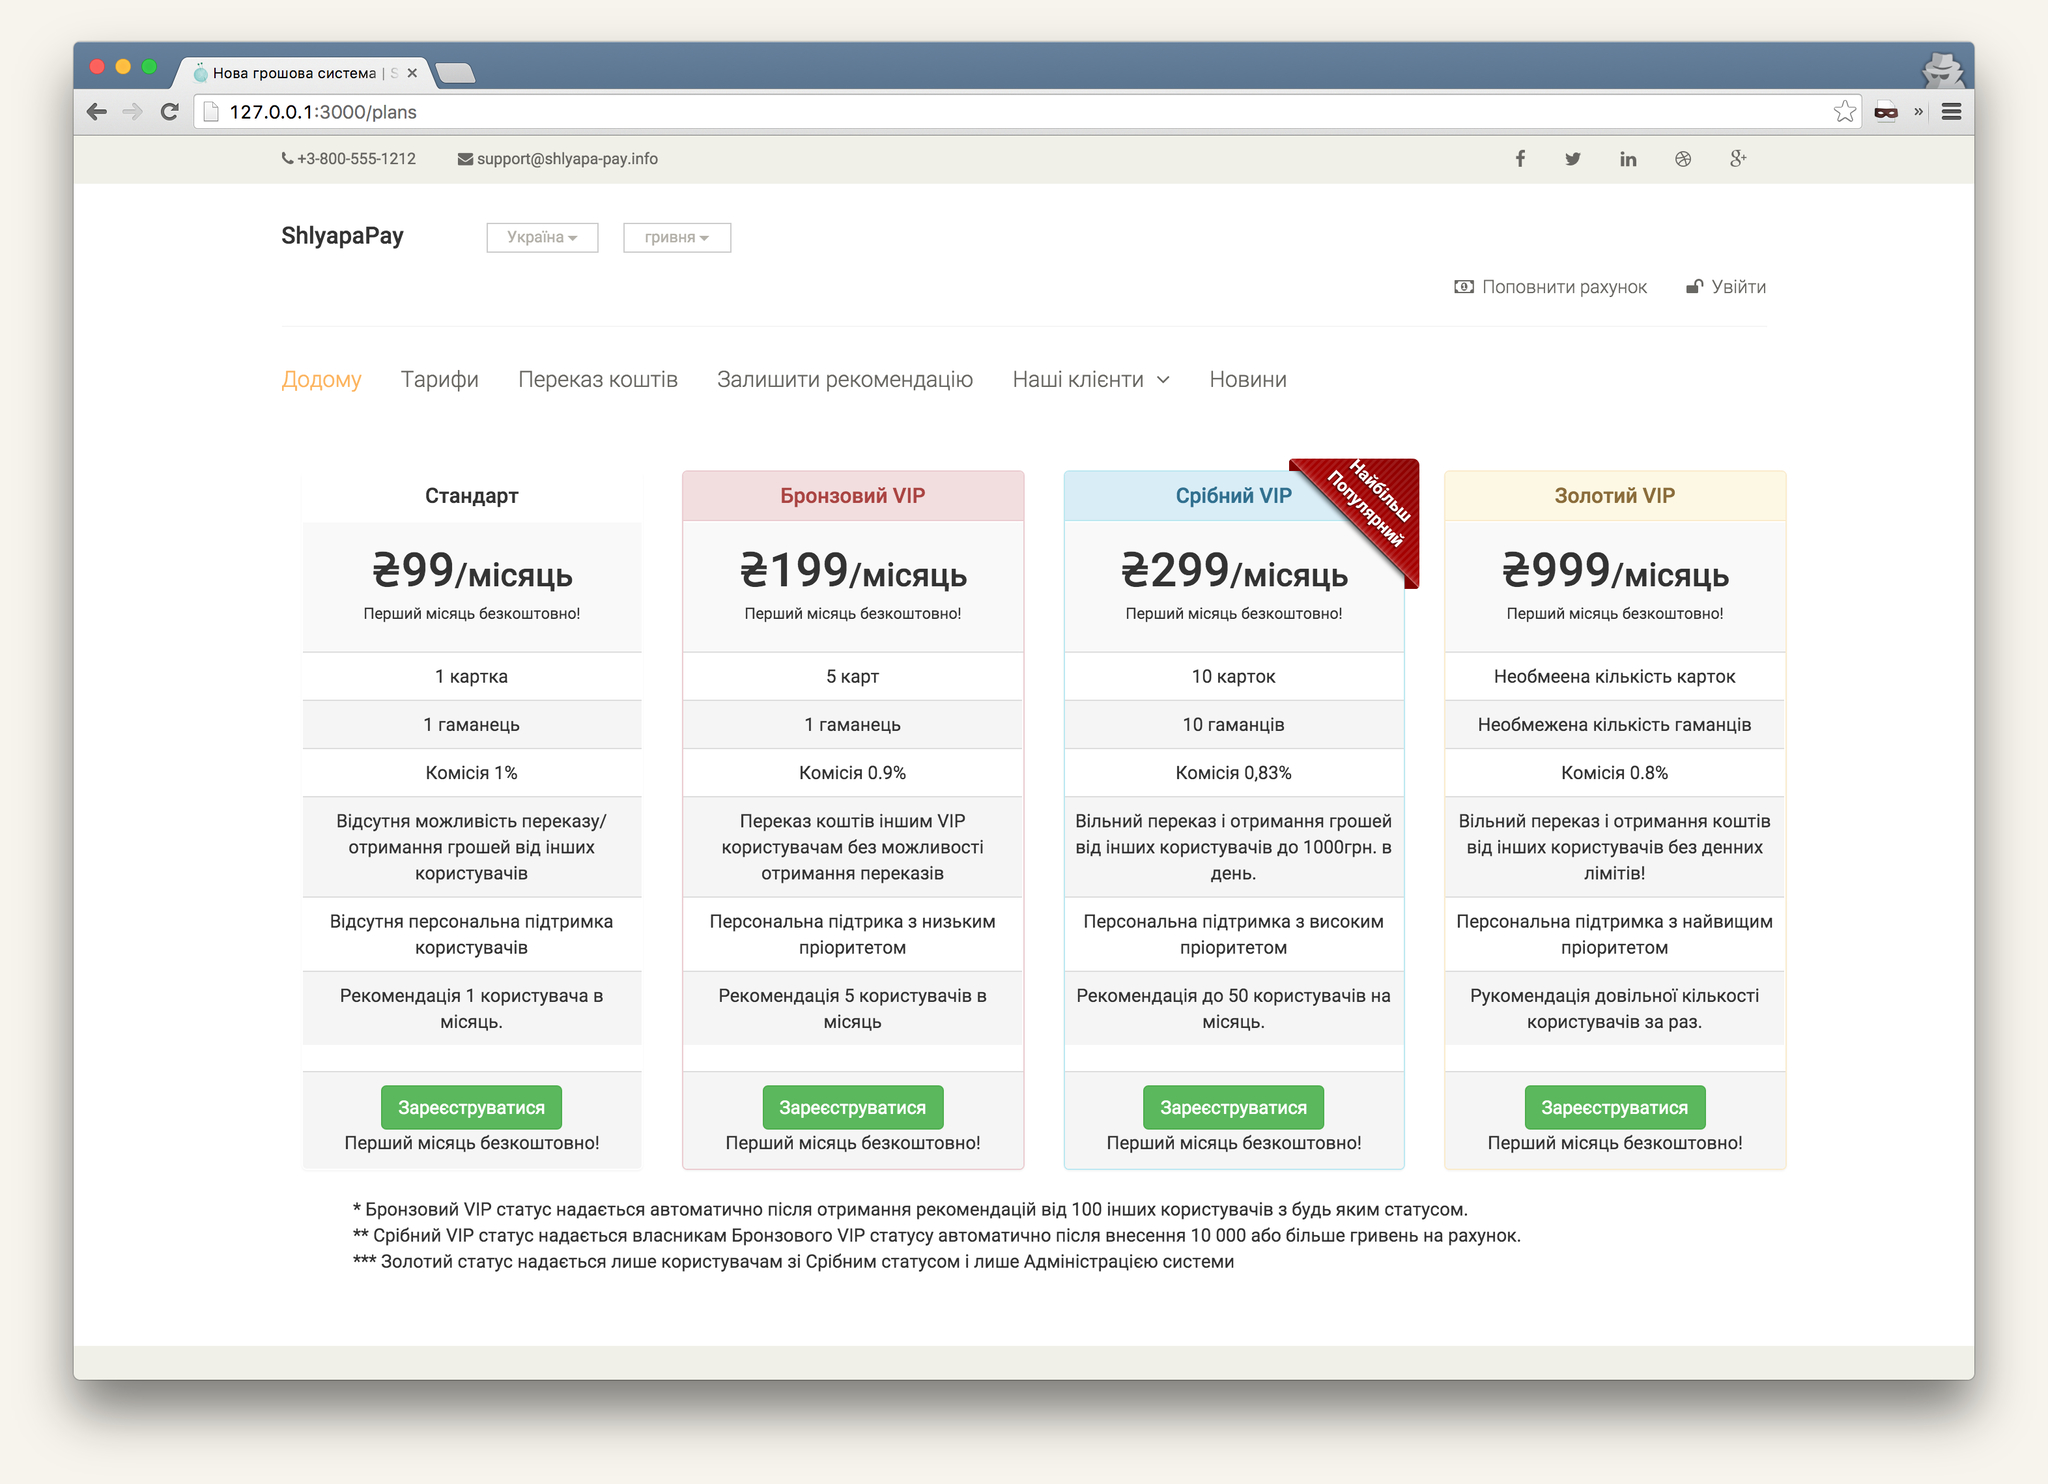 Нова грошова система | S
127.0.0.1:3000/plans
+3-800-555-1212 support@shlyapa-pay.info
ShlyapaPay Україна гривня
Поповнити рахунок Увійти
Додому Тарифи Переказ коштів Залишити рекомендацію Наші клієнти Новини
Стандарт
₴99/місяць
Перший місяць безкоштовно!
1 картка
1 гаманець
Комісія 1%
Відсутня можливість переказу/
отримання грошей від інших
користувачів
Відсутня персональна підтримка
користувачів
Рекомендація 1 користувача в
місяць.
Зареєструватися
Перший місяць безкоштовно!
Бронзовий VIP
₴199/місяць
Перший місяць безкоштовно!
5 карт
1 гаманець
Комісія 0.9%
Переказ коштів іншим VIP
користувачам без можливості
отримання переказів
Персональна підтрика з низьким
пріоритетом
Рекомендація 5 користувачів в
місяць
Зареєструватися
Перший місяць безкоштовно!
Срібний VIP
Найбільш
Популярний
₴299/місяць
Перший місяць безкоштовно!
10 карток
10 гаманців
Комісія 0,83%
Вільний переказ і отримання грошей
від інших користувачів до 1000грн. в
день.
Персональна підтримка з високим
пріоритетом
Рекомендація до 50 користувачів на
місяць.
Зареєструватися
Перший місяць безкоштовно!
Золотий VIP
₴999/місяць
Перший місяць безкоштовно!
Необмеена кількість карток
Необмежена кількість гаманців
Комісія 0.8%
Вільний переказ і отримання коштів
від інших користувачів без денних
лімітів!
Персональна підтримка з найвищим
пріоритетом
Рукомендація довільної кількості
користувачів за раз.
Зареєструватися
Перший місяць безкоштовно!
* Бронзовий VIP статус надається автоматично після отримання рекомендацій від 100 інших користувачів з будь яким статусом.
** Срібний VIP статус надається власникам Бронзового VIP статусу автоматично після внесення 10 000 або більше гривень на рахунок.
*** Золотий статус надається лише користувачам зі Срібним статусом і лише Адміністрацією системи